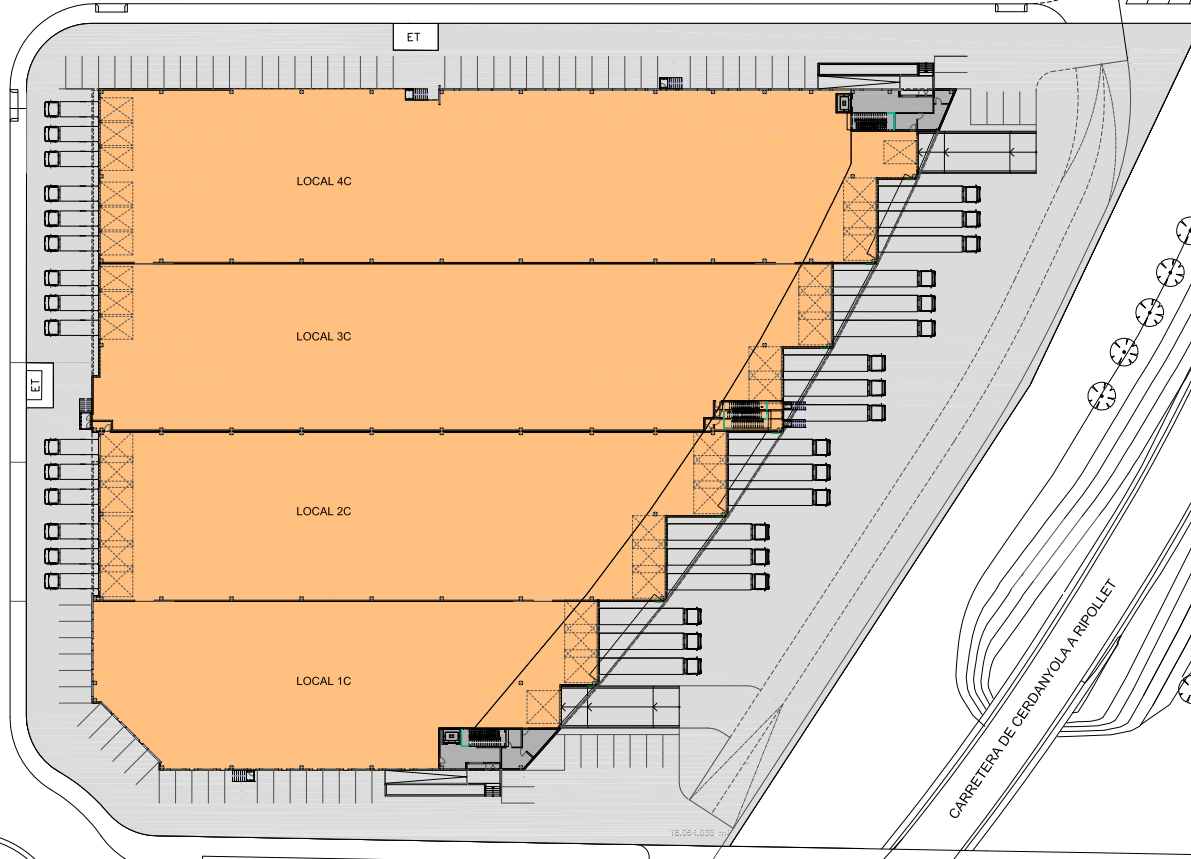 ET
LOCAL 4C
LOCAL 3C
ET
LOCAL 2C
LOCAL 1C
CARRETERA DE CERDANYOLA A RIPOLLET